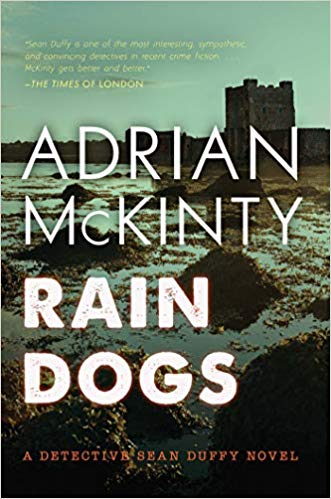 "Sean Duffy is one of the most interesting, sympathetic,
and convincing detectives in recent crime fiction. . . .
McKinty gets better and better."
—THE TIMES OF LONDON
ADRIAN
McKINTY
RAIN
DOGS
A DETECTIVE SEAN DUFFY NOVEL